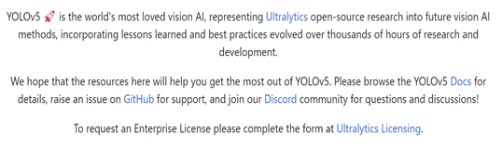 YOLOv5 🚀 is the world's most loved vision AI, representing Ultralytics open-source research into future vision AI
methods, incorporating lessons learned and best practices evolved over thousands of hours of research and
development.
We hope that the resources here will help you get the most out of YOLOv5. Please browse the YOLOv5 Docs for
details, raise an issue on GitHub for support, and join our Discord community for questions and discussions!
To request an Enterprise License please complete the form at Ultralytics Licensing.